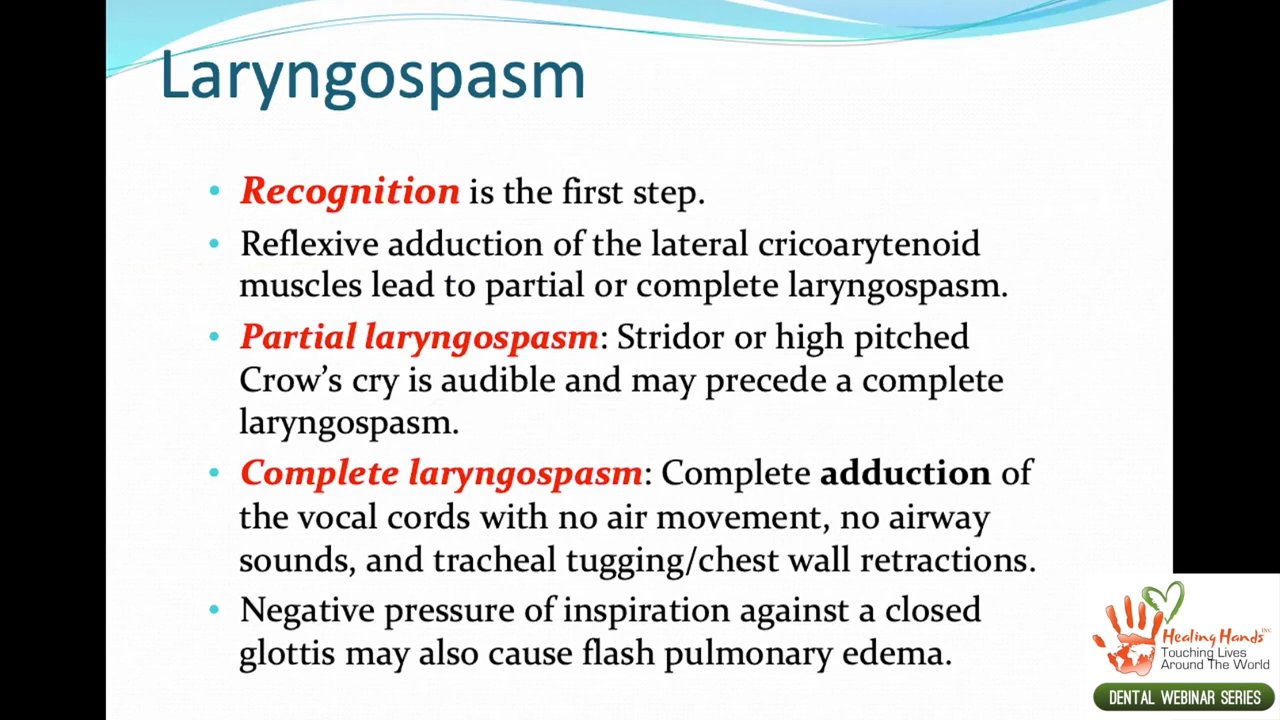 Laryngospasm
• Recognition is the first step.
• Reflexive adduction of the lateral cricoarytenoid
muscles lead to partial or complete laryngospasm.
• Partial laryngospasm: Stridor or high pitched
Crow's cry is audible and may precede a complete
laryngospasm.
• Complete laryngospasm: Complete adduction of
the vocal cords with no air movement, no airway
sounds, and tracheal tugging/chest wall retractions.
• Negative pressure of inspiration against a closed
glottis may also cause flash pulmonary edema.
Healing Hands INC
Touching Lives
Around The World
DENTAL WEBINAR SERIES